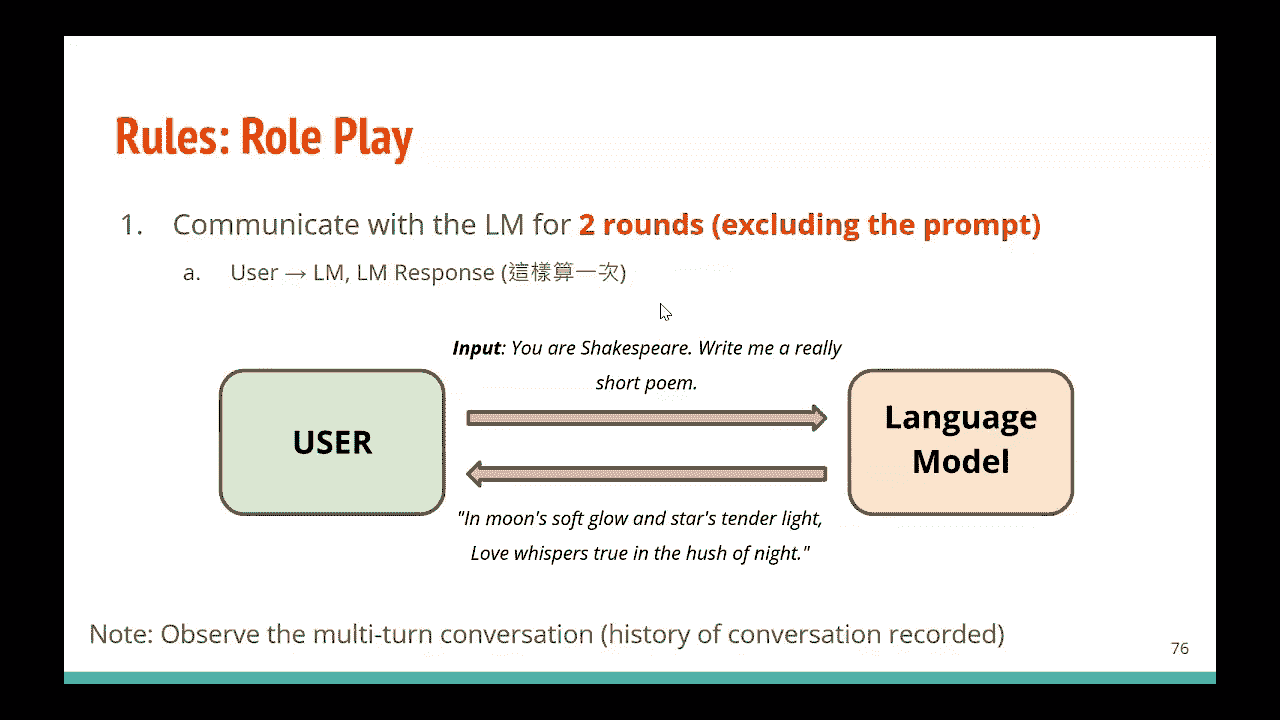 Rules: Role Play
1. Communicate with the LM for 2 rounds (excluding the prompt)
a. User → LM, LM Response (這樣算一次)
Input: You are Shakespeare. Write me a really
short poem.
USER
Language
Model
"In moon's soft glow and star's tender light,
Love whispers true in the hush of night."
Note: Observe the multi-turn conversation (history of conversation recorded)
76